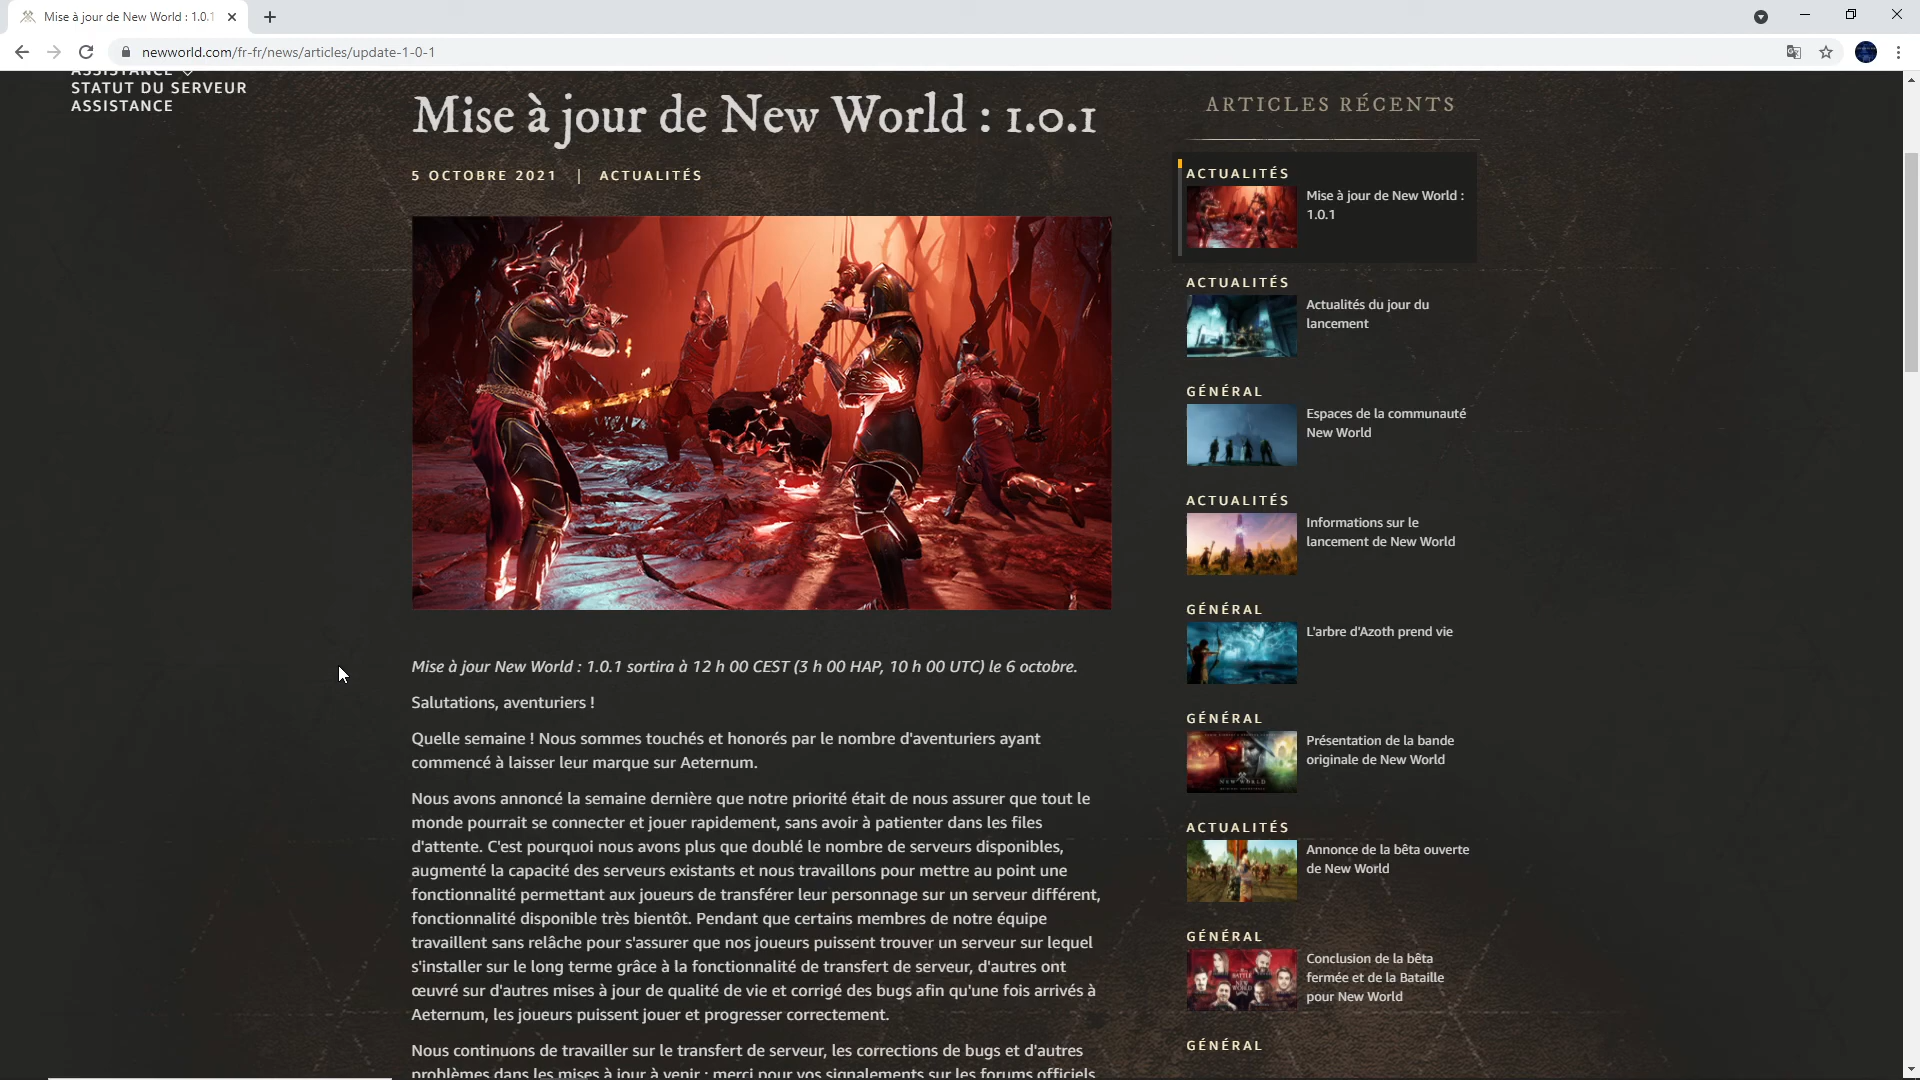 Mise à jour de New World : 1.0.1
newworld.com/fr-fr/news/articles/update-1-0-1
ASSISTANCE
STATUT DU SERVEUR
ASSISTANCE
Mise à jour de New World : 1.0.1
5 OCTOBRE 2021 | ACTUALITÉS
Mise à jour New World : 1.0.1 sortira à 12 h 00 CEST (3 h 00 HAP, 10 h 00 UTC) le 6 octobre.
Salutations, aventuriers !
Quelle semaine ! Nous sommes touchés et honorés par le nombre d'aventuriers ayant
commencé à laisser leur marque sur Aeternum.
Nous avons annoncé la semaine dernière que notre priorité était de nous assurer que tout le
monde pourrait se connecter et jouer rapidement, sans avoir à patienter dans les files
d'attente. C'est pourquoi nous avons plus que doublé le nombre de serveurs disponibles,
augmenté la capacité des serveurs existants et nous travaillons pour mettre au point une
fonctionnalité permettant aux joueurs de transférer leur personnage sur un serveur différent,
fonctionnalité disponible très bientôt. Pendant que certains membres de notre équipe
travaillent sans relâche pour s'assurer que nos joueurs puissent trouver un serveur sur lequel
s'installer sur le long terme grâce à la fonctionnalité de transfert de serveur, d'autres ont
œuvré sur d'autres mises à jour de qualité de vie et corrigé des bugs afin qu'une fois arrivés à
Aeternum, les joueurs puissent jouer et progresser correctement.
Nous continuons de travailler sur le transfert de serveur, les corrections de bugs et d'autres
problèmes dans les mises à jour à venir ; merci pour vos signalements sur les forums officiels
ARTICLES RÉCENTS
ACTUALITÉS
Mise à jour de New World :
1.0.1
ACTUALITÉS
Actualités du jour du
lancement
GÉNÉRAL
Espaces de la communauté
New World
ACTUALITÉS
Informations sur le
lancement de New World
GÉNÉRAL
L'arbre d'Azoth prend vie
GÉNÉRAL
NEW WORLD
Présentation de la bande
originale de New World
ACTUALITÉS
Annonce de la bêta ouverte
de New World
GÉNÉRAL
BATTLE
NEW WORLD
Conclusion de la bêta
fermée et de la Bataille
pour New World
GÉNÉRAL